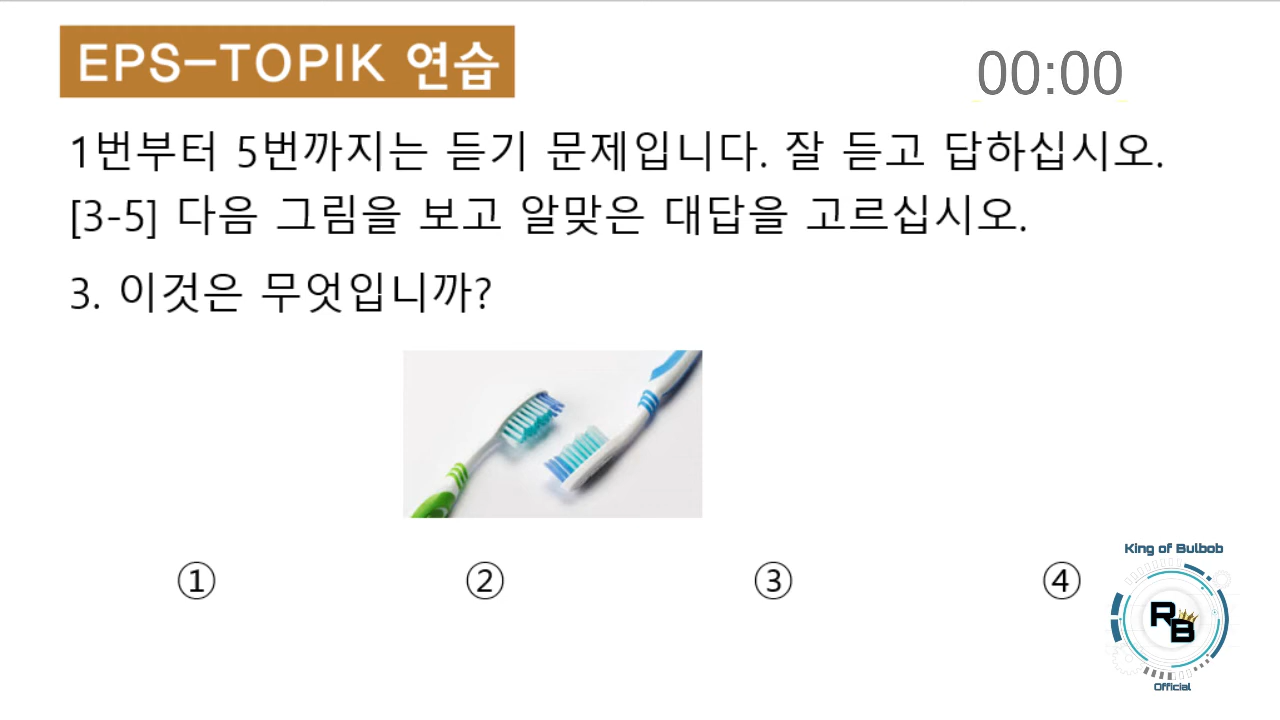 EPS-TOPIK 연습
00:00
1번부터 5번까지는 듣기 문제입니다. 잘 듣고 답하십시오.
[3-5] 다음 그림을 보고 알맞은 대답을 고르십시오.
3. 이것은 무엇입니까?
① ② ③ ④
King of Bulbob
RB
Official